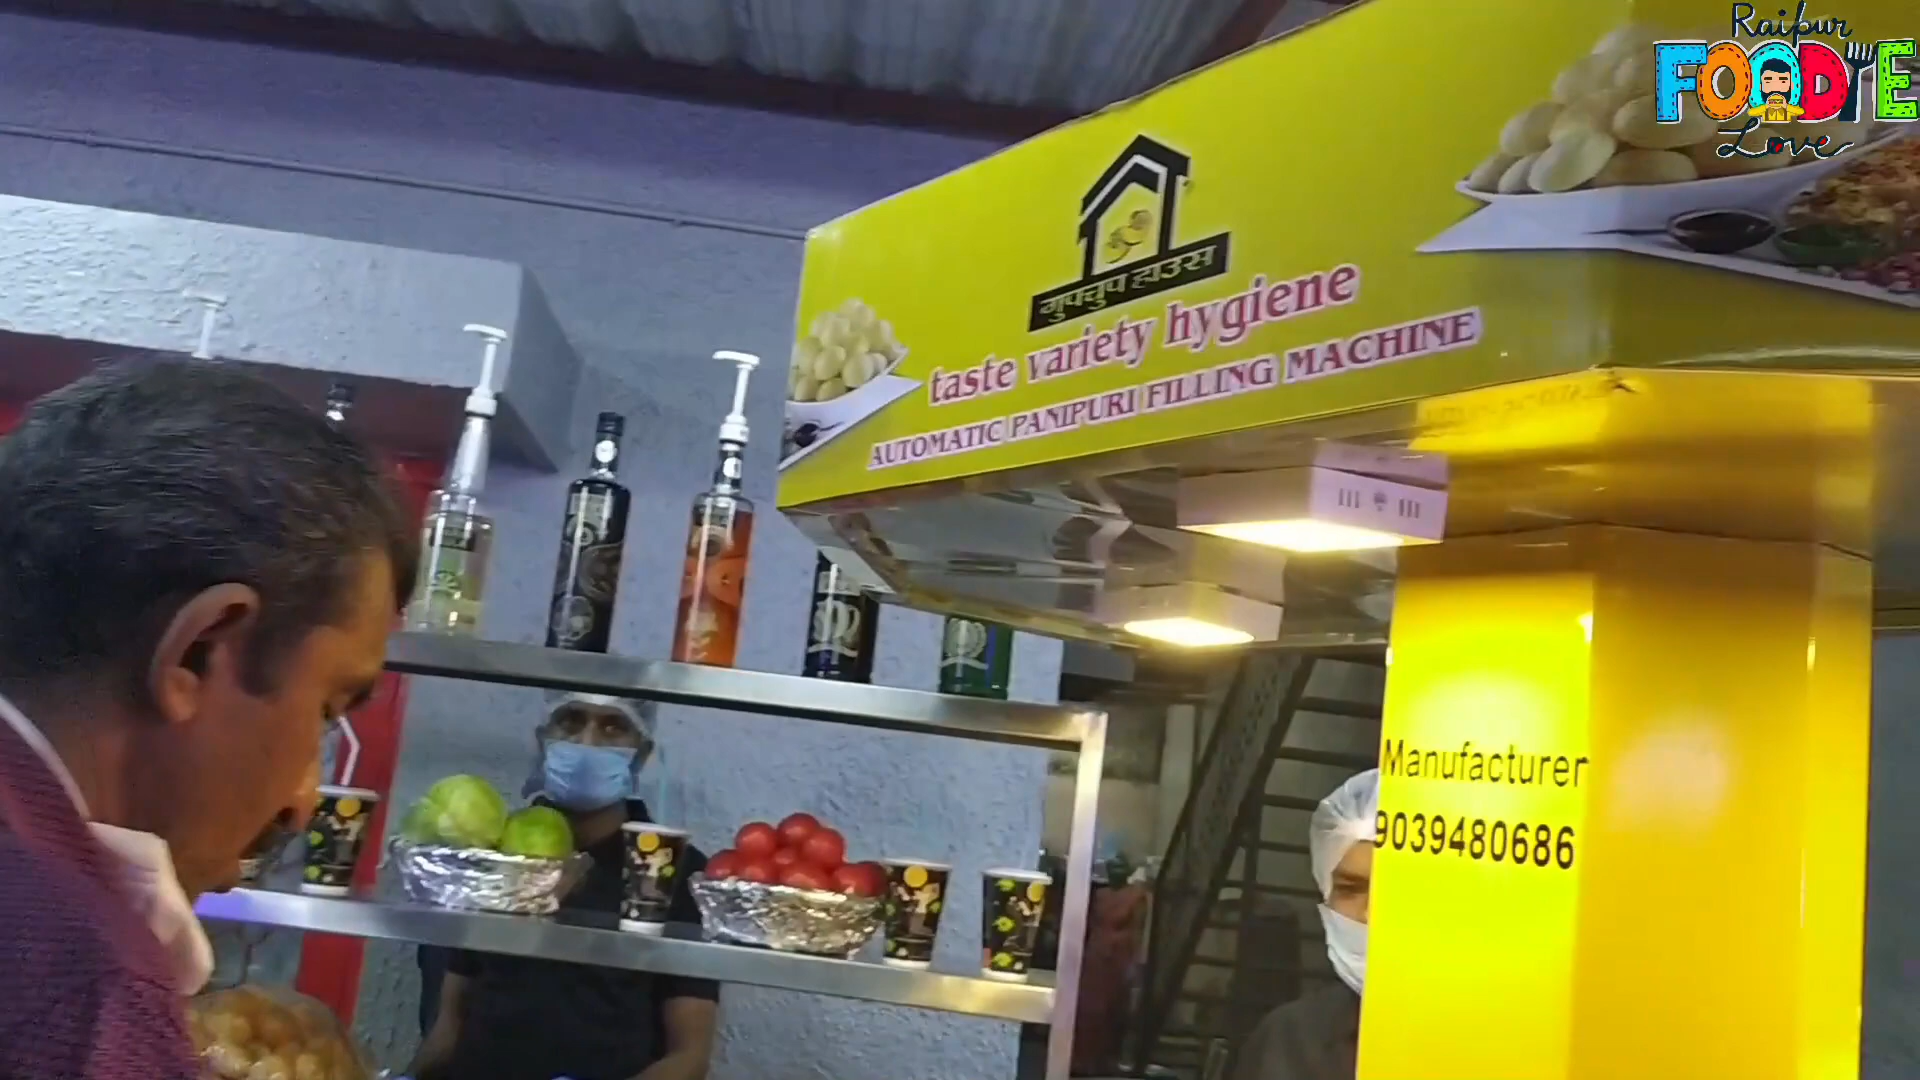 Raipur
FOODIE
Love
गुपचुप हाउस
taste variety hygiene
AUTOMATIC PANIPURI FILLING MACHINE
Manufacturer
9039480686